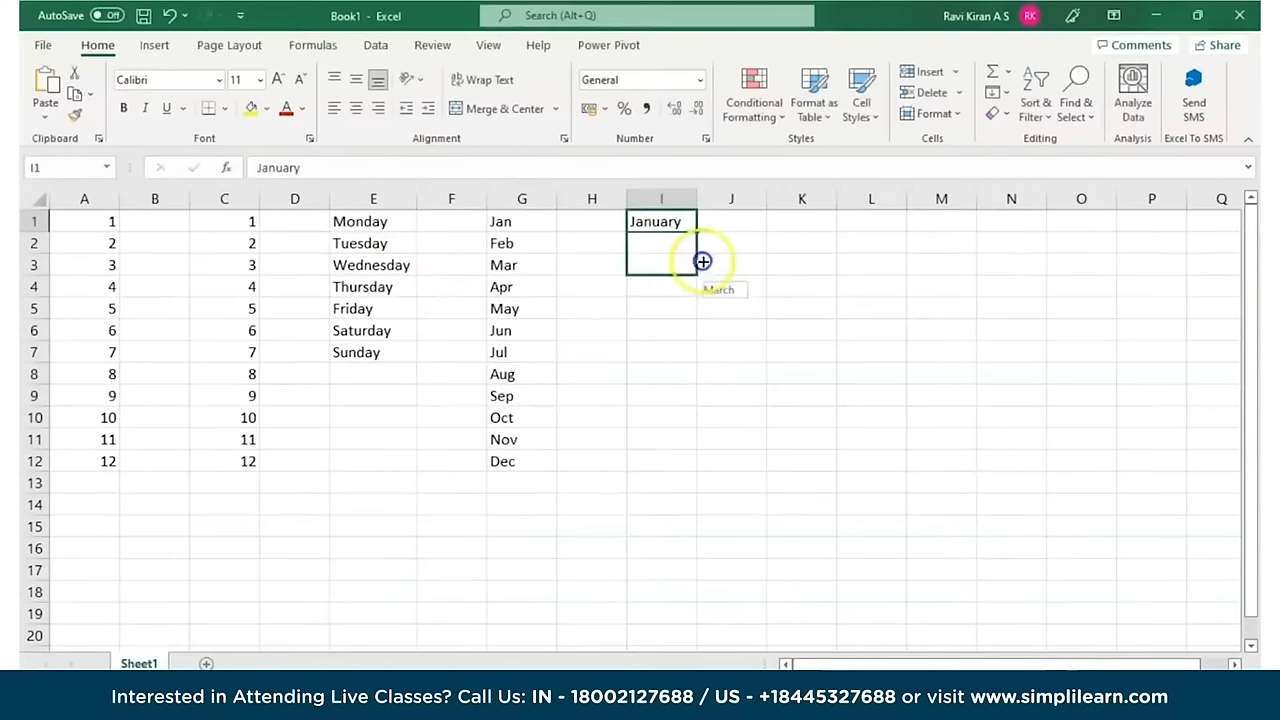 AutoSave Off Book1 - Excel Search (Alt+Q) Ravi Kiran A S RK
File Home Insert Page Layout Formulas Data Review View Help Power Pivot Comments Share
Paste Calibri 11 A A Wrap Text General Conditional Formatting Format as Table Cell Styles Insert Delete Format Sort & Filter Find & Select Analyze Data Send SMS
B I U A Merge & Center % 
Clipboard Font Alignment Number Styles Cells Editing Analysis Excel To SMS
I1 fx January
A B C D E F G H I J K L M N O P Q
1 1 1 Monday Jan January
2 2 2 Tuesday Feb
3 3 3 Wednesday Mar
4 4 4 Thursday Apr March
5 5 5 Friday May
6 6 6 Saturday Jun
7 7 7 Sunday Jul
8 8 8 Aug
9 9 9 Sep
10 10 10 Oct
11 11 11 Nov
12 12 12 Dec
13
14
15
16
17
18
19
20
Sheet1
Interested in Attending Live Classes? Call Us: IN - 18002127688 / US - +18445327688 or visit www.simplilearn.com